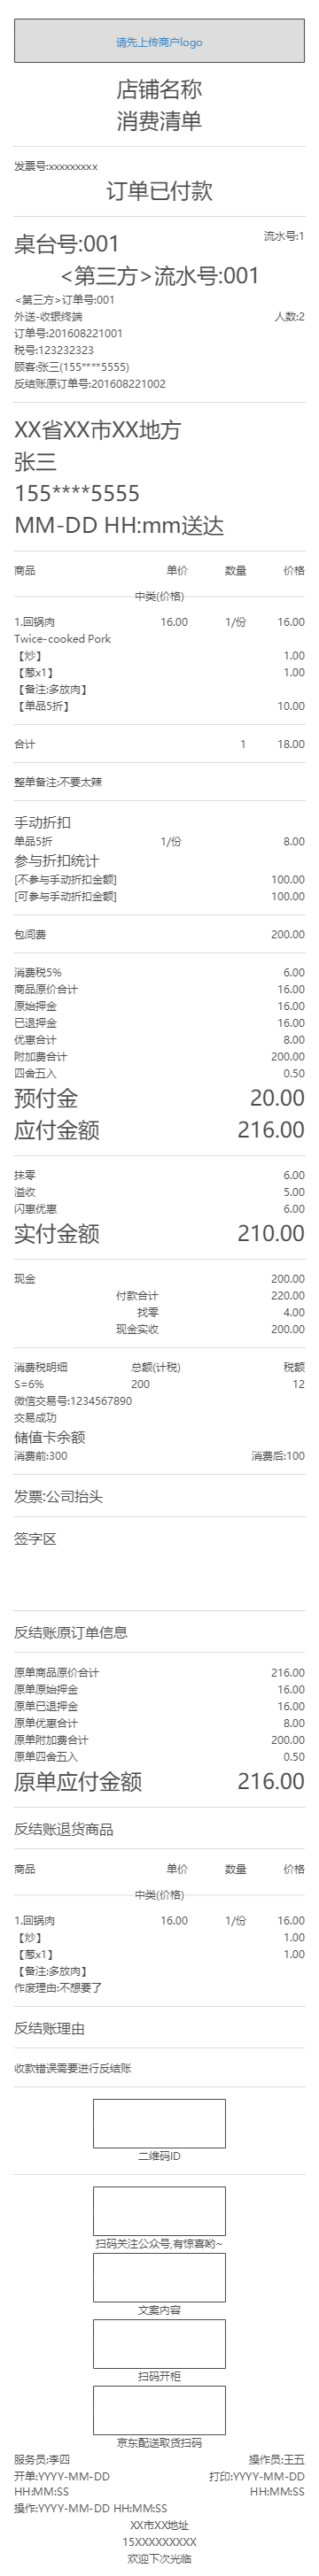 请先上传商户logo
店铺名称
消费清单
发票号:xxxxxxxxx
订单已付款
桌台号:001 流水号:1
<第三方>流水号:001
<第三方>订单号:001
外送-收银终端 人数:2
订单号:201608221001
税号:123232323
顾客:张三(155****5555)
反结账原订单号:201608221002
XX省XX市XX地方
张三
155****5555
MM-DD HH:mm送达
商品 单价 数量 价格
中类(价格)
1.回锅肉 16.00 1/份 16.00
Twice-cooked Pork
【炒】 1.00
【葱x1】 1.00
【备注:多放肉】
【单品5折】 10.00
合计 1 18.00
整单备注:不要太辣
手动折扣
单品5折 1/份 8.00
参与折扣统计
[不参与手动折扣金额] 100.00
[可参与手动折扣金额] 100.00
包间费 200.00
消费税5% 6.00
商品原价合计 16.00
原始押金 16.00
已退押金 16.00
优惠合计 8.00
附加费合计 200.00
四舍五入 0.50
预付金 20.00
应付金额 216.00
抹零 6.00
溢收 5.00
闪惠优惠 6.00
实付金额 210.00
现金 200.00
付款合计 220.00
找零 4.00
现金实收 200.00
消费税明细 总额(计税) 税额
S=6% 200 12
微信交易号:1234567890
交易成功
储值卡余额
消费前:300 消费后:100
发票:公司抬头
签字区
反结账原订单信息
原单商品原价合计 216.00
原单原始押金 16.00
原单已退押金 16.00
原单优惠合计 8.00
原单附加费合计 200.00
原单四舍五入 0.50
原单应付金额 216.00
反结账退货商品
商品 单价 数量 价格
中类(价格)
1.回锅肉 16.00 1/份 16.00
【炒】 1.00
【葱x1】 1.00
【备注:多放肉】
作废理由:不想要了
反结账理由
收款错误需要进行反结账
二维码ID
扫码关注公众号,有惊喜哟~
文案内容
扫码开柜
京东配送取货扫码
服务员:李四 操作员:王五
开单:YYYY-MM-DD 打印:YYYY-MM-DD
HH:MM:SS HH:MM:SS
操作:YYYY-MM-DD HH:MM:SS
XX市XX地址
15XXXXXXXXX
欢迎下次光临